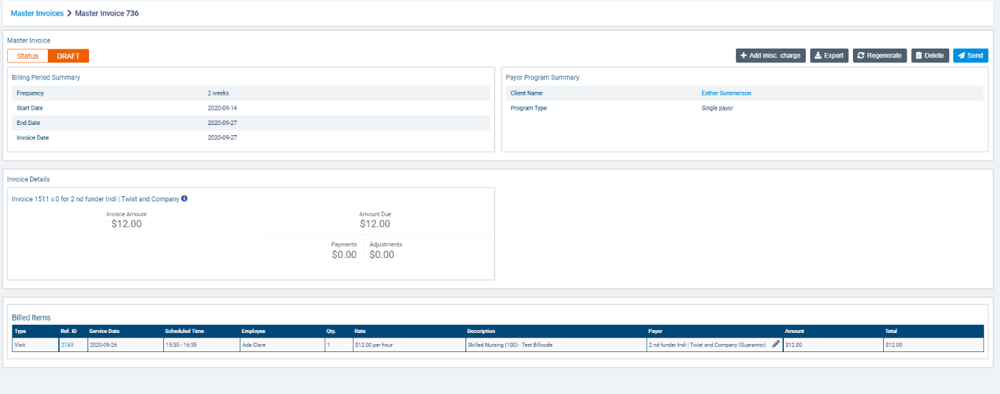 Master Invoices > Master Invoice 736
Master Invoice
Status DRAFT
Add misc. charge Export Regenerate Delete Send
Billing Period Summary
Frequency 2 weeks
Start Date 2020-09-14
End Date 2020-09-27
Invoice Date 2020-09-27
Payor Program Summary
Client Name Esther Summerson
Program Type Single payor
Invoice Details
Invoice 1511 v.0 for 2 nd funder Indi | Twist and Company
Invoice Amount
$12.00
Amount Due
$12.00
Payments Adjustments
$0.00 $0.00
Billed Items
Type Ref. ID Service Date Scheduled Time Employee Qty. Rate Description Payor Amount Total
Visit 2749 2020-09-26 15:35 - 16:35 Ada Clare 1 $12.00 per hour Skilled Nursing (100) - Test Billcode 2 nd funder Indi | Twist and Company (Guarantor) $12.00 $12.00